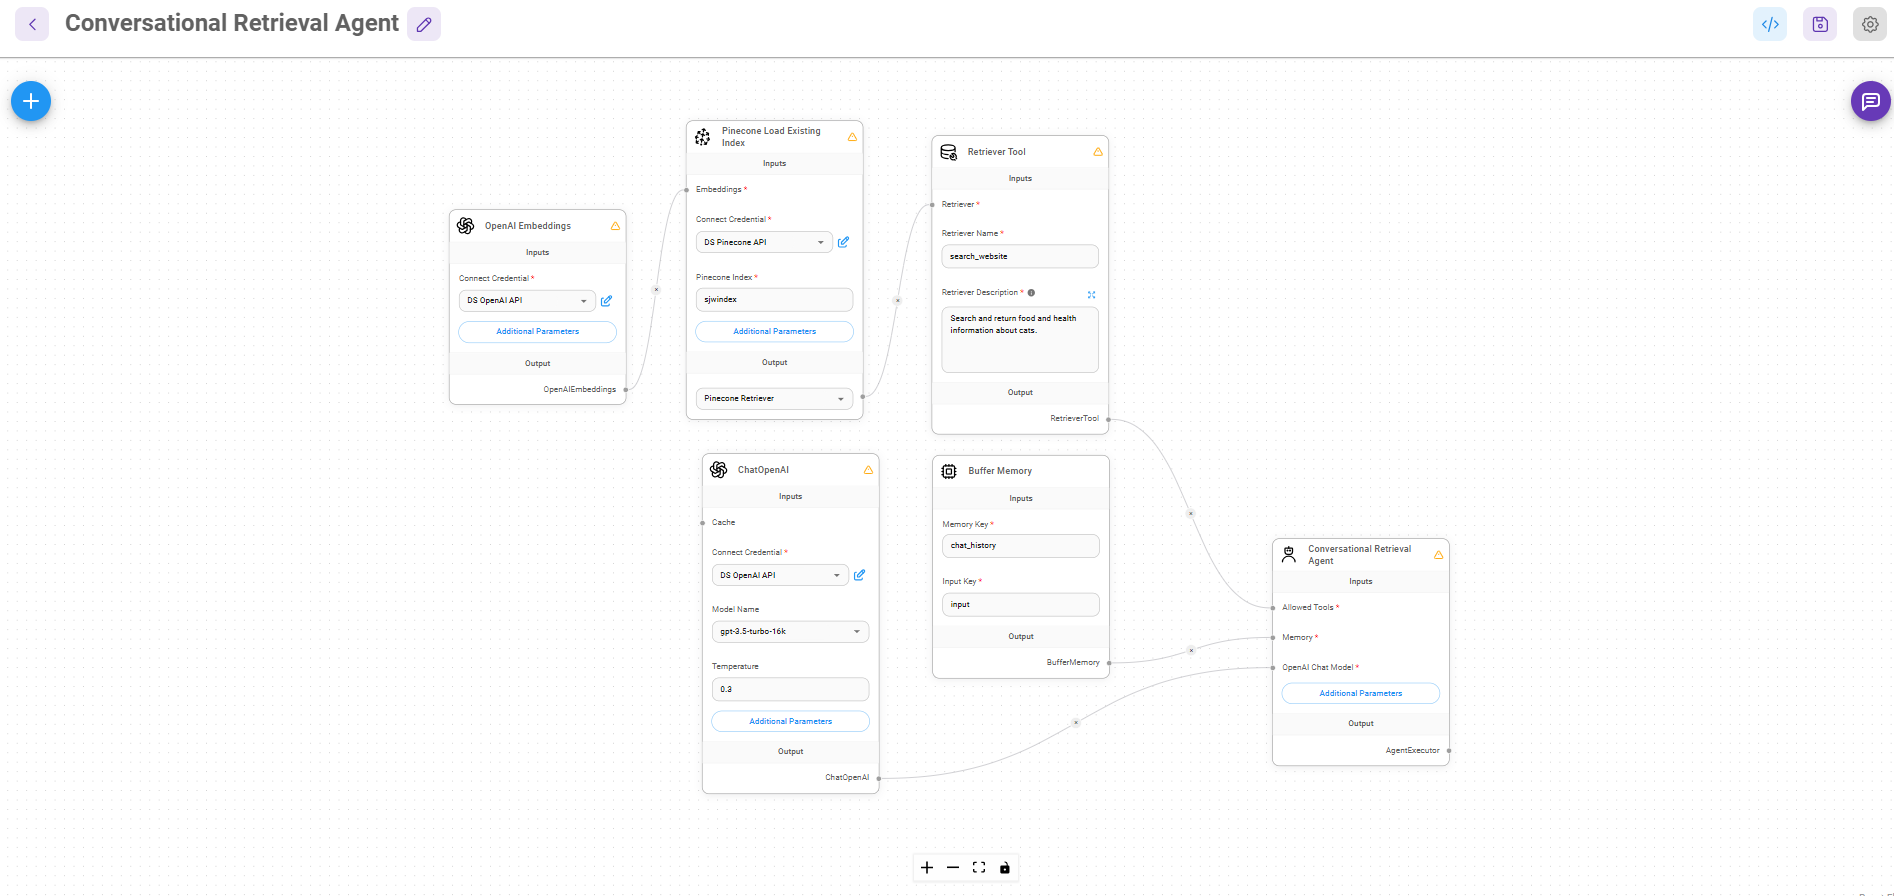 Conversational Retrieval Agent
OpenAI Embeddings
Inputs
Connect Credential *
DS OpenAI API
Additional Parameters
Output
OpenAIEmbeddings
Pinecone Load Existing
Index
Inputs
Embeddings *
Connect Credential *
DS Pinecone API
Pinecone Index *
sjwindex
Additional Parameters
Output
Pinecone Retriever
Retriever Tool
Inputs
Retriever *
Retriever Name *
search_website
Retriever Description *
Search and return food and health
information about cats.
Output
RetrieverTool
ChatOpenAI
Inputs
Cache
Connect Credential *
DS OpenAI API
Model Name
gpt-3.5-turbo-16k
Temperature
0.3
Additional Parameters
Output
ChatOpenAI
Buffer Memory
Inputs
Memory Key *
chat_history
Input Key *
input
Output
BufferMemory
Conversational Retrieval
Agent
Inputs
Allowed Tools *
Memory *
OpenAI Chat Model *
Additional Parameters
Output
AgentExecutor